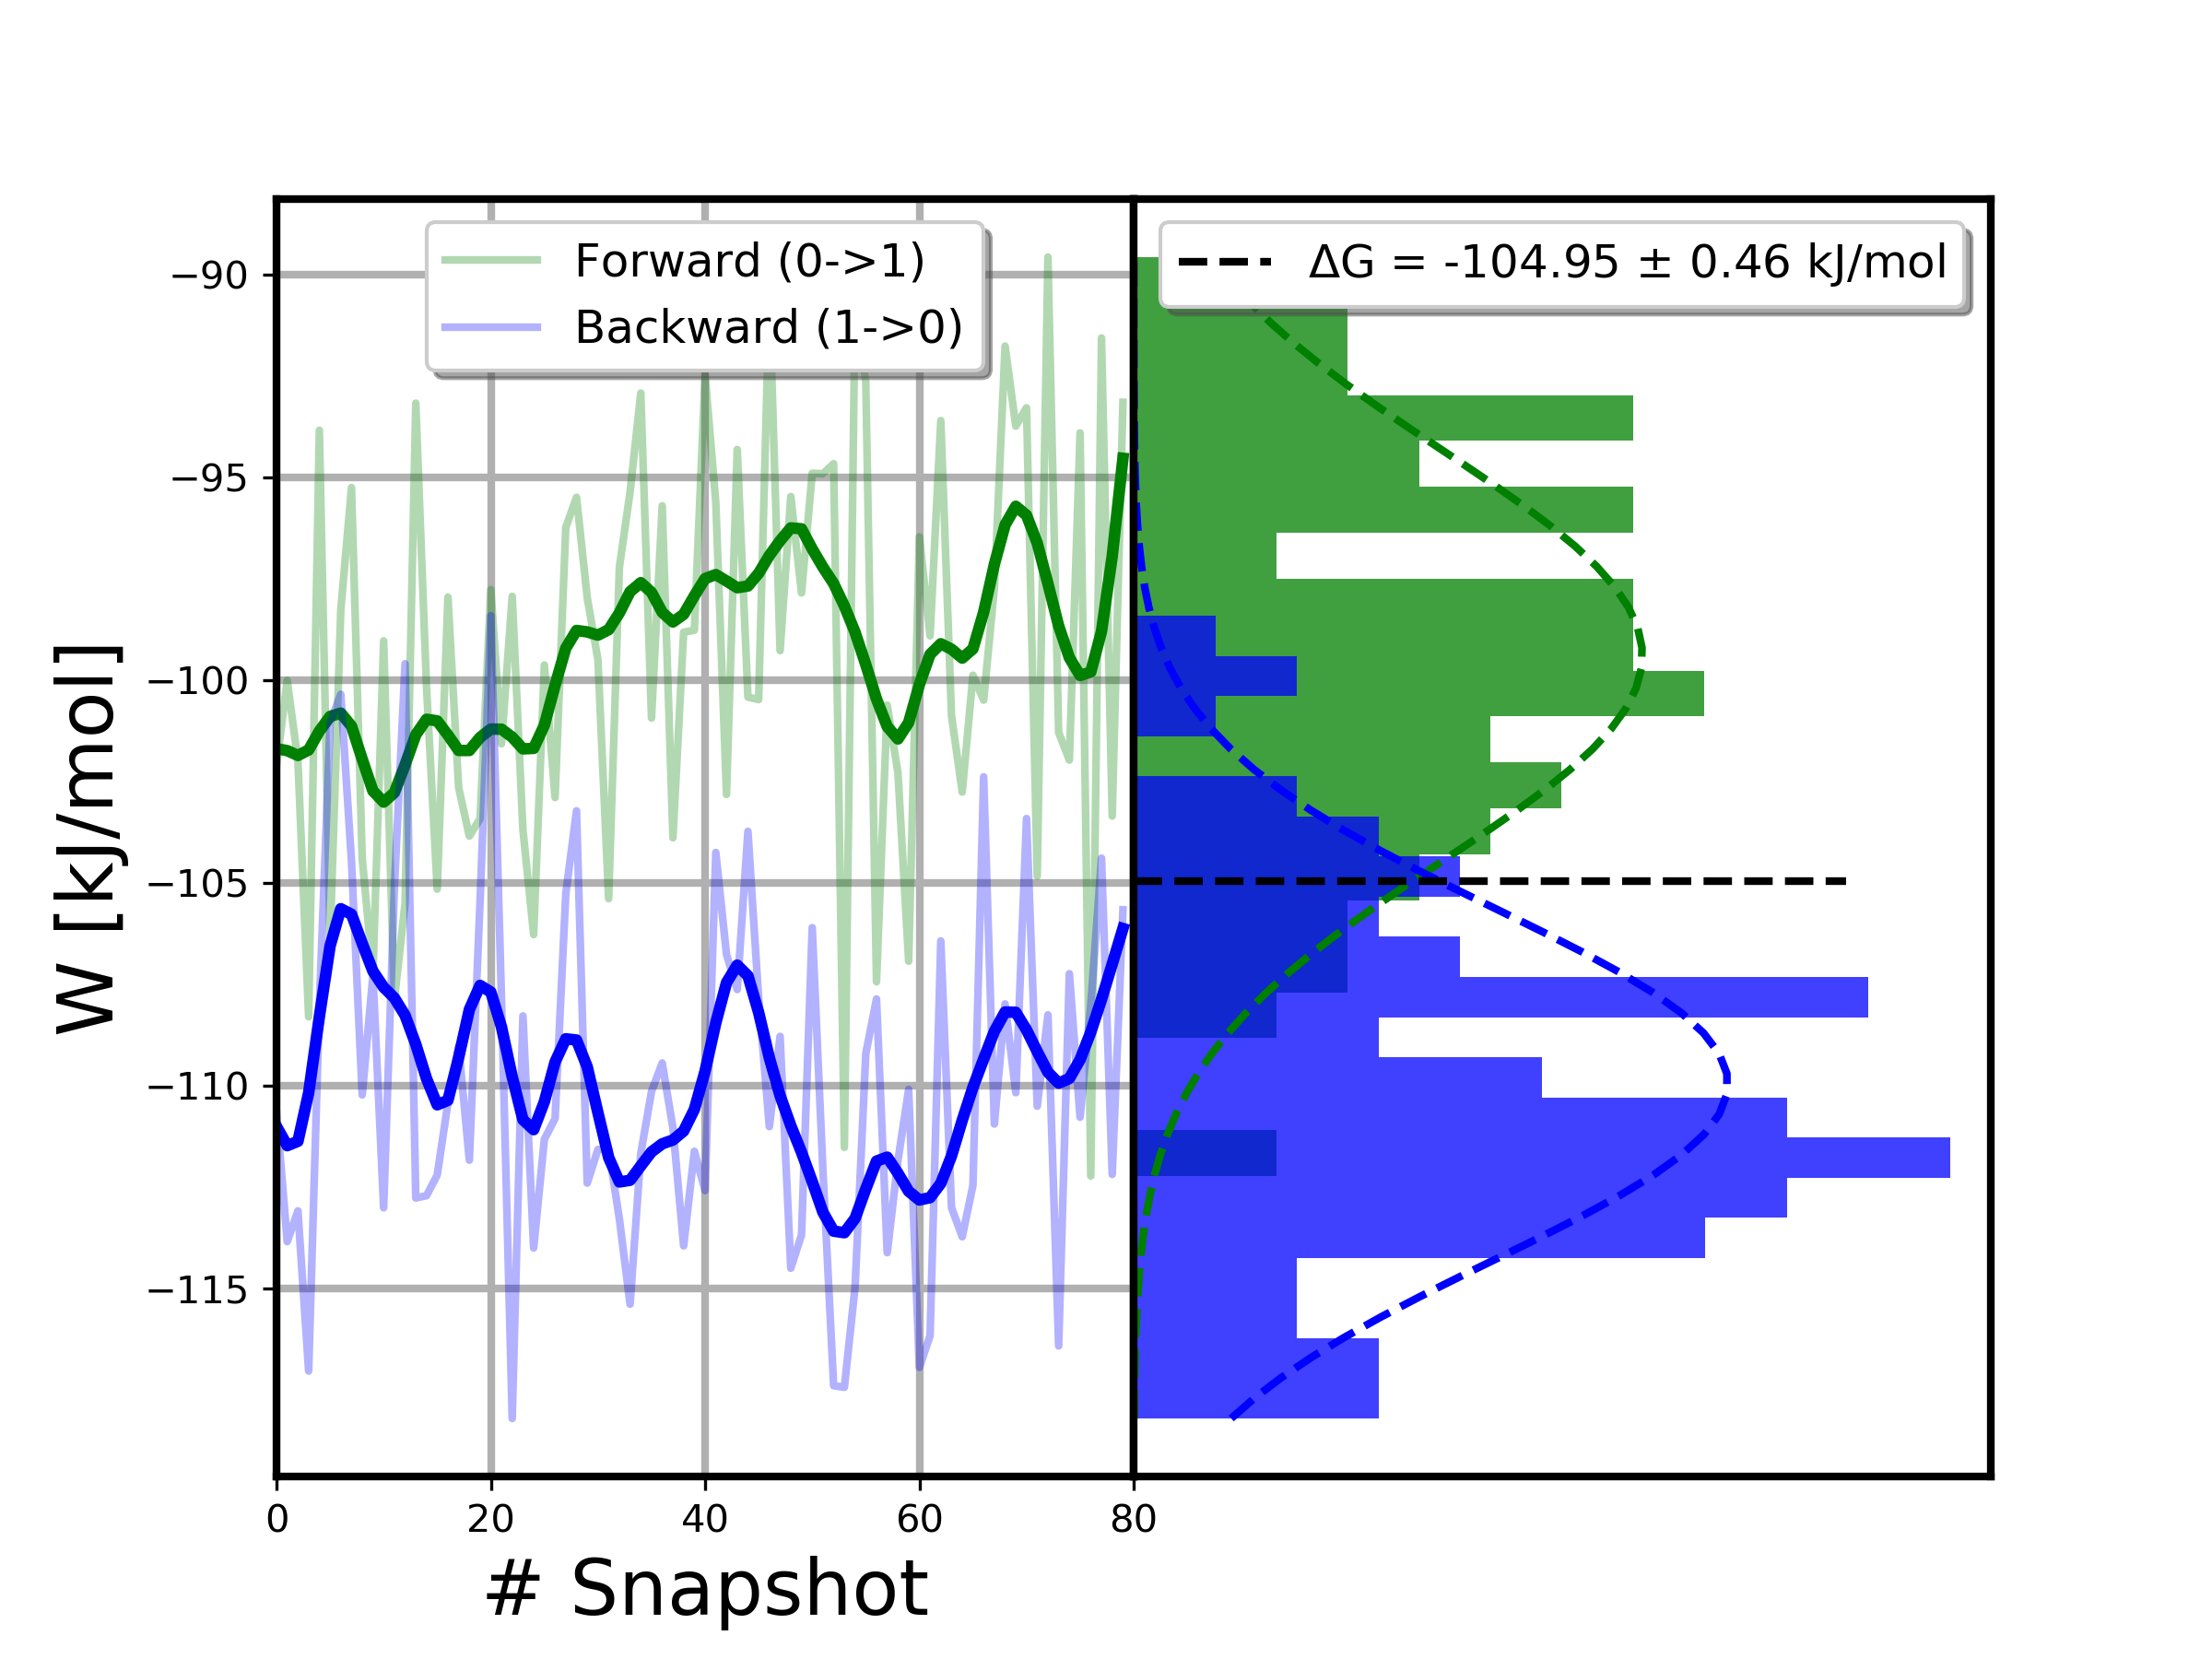 Forward (0->1)
Backward (1->0)
ΔG = -104.95 ± 0.46 kJ/mol
W [kJ/mol]
−90
−95
−100
−105
−110
−115
0 20 40 60 80
# Snapshot